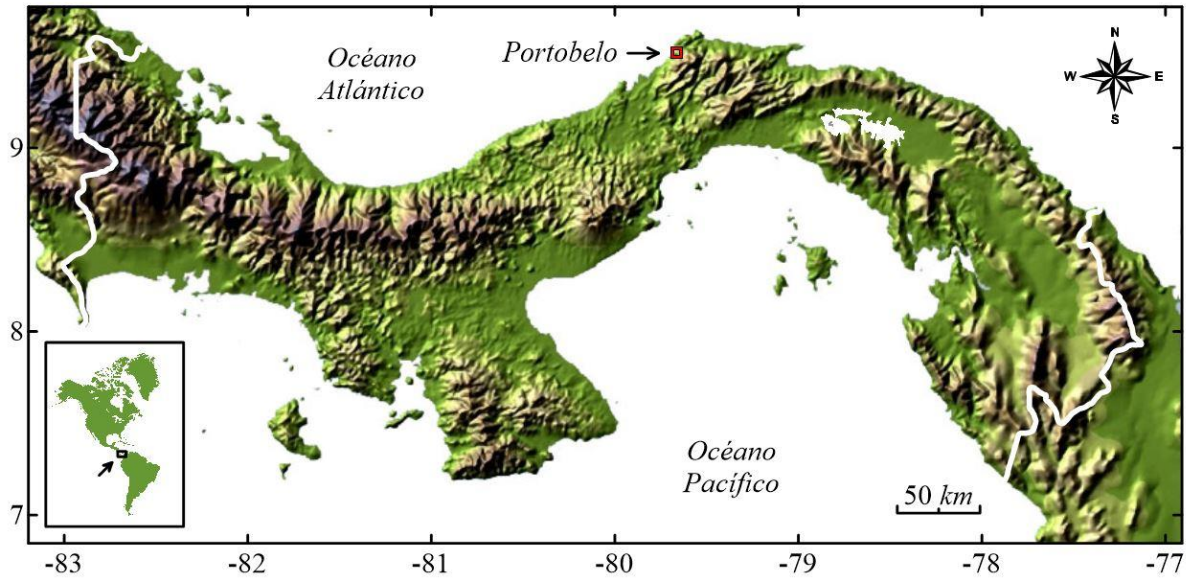 Océano
Atlántico
Portobelo
N
W
E
S
9
8
7
Océano
Pacífico
50 km
-83
-82
-81
-80
-79
-78
-77